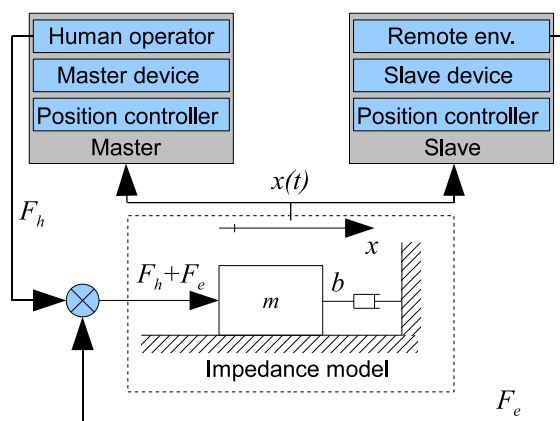 Human operator
Master device
Position controller
Master
Remote env.
Slave device
Position controller
Slave
x(t)
F_h
x
F_h+F_e
m
b
Impedance model
F_e